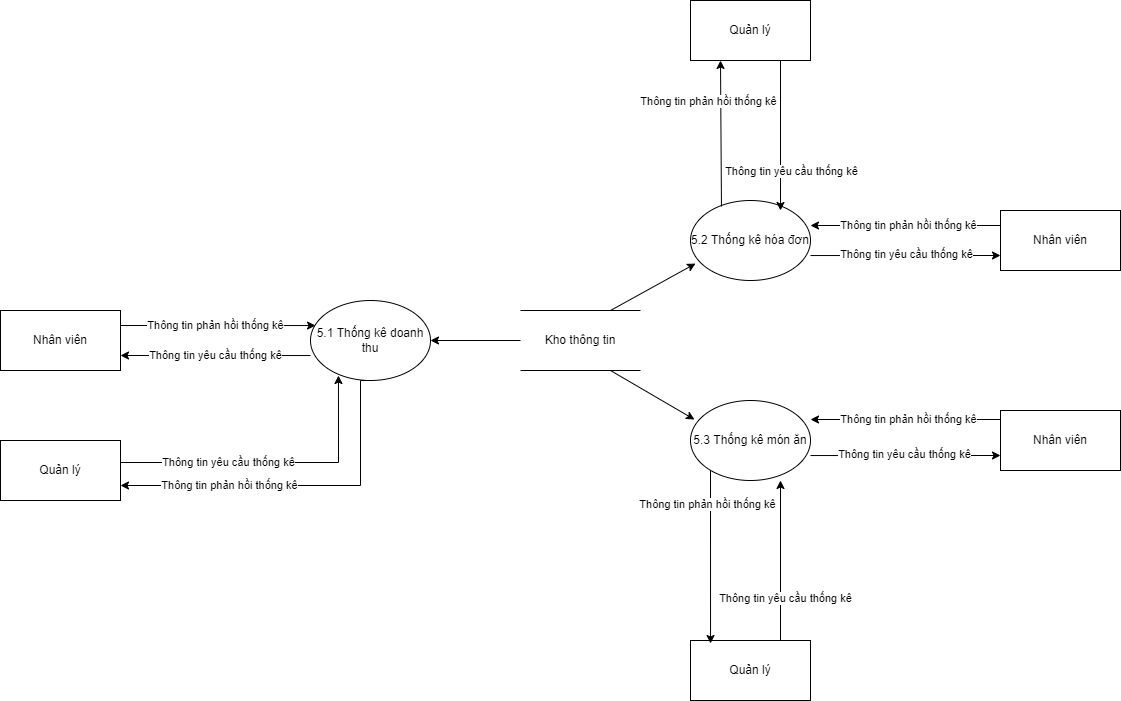 Quản lý
Thông tin phản hồi thống kê
Thông tin yêu cầu thống kê
5.2 Thống kê hóa đơn
Thông tin phản hồi thống kê
Thông tin yêu cầu thống kê
Nhân viên
Nhân viên
Thông tin phản hồi thống kê
Thông tin yêu cầu thống kê
5.1 Thống kê doanh
thu
Kho thông tin
Quản lý
Thông tin yêu cầu thống kê
Thông tin phản hồi thống kê
5.3 Thống kê món ăn
Thông tin phản hồi thống kê
Thông tin yêu cầu thống kê
Nhân viên
Thông tin phản hồi thống kê
Thông tin yêu cầu thống kê
Quản lý